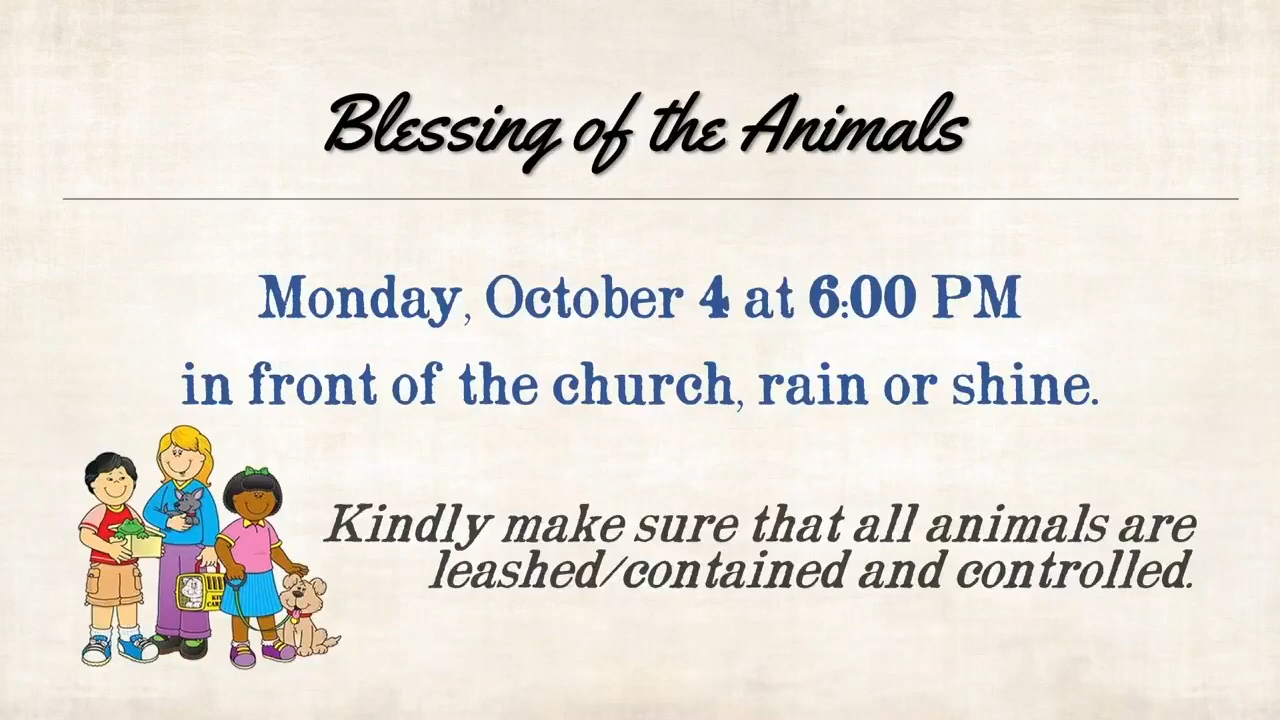 Blessing of the Animals
Monday, October 4 at 6:00 PM
in front of the church, rain or shine.
Kindly make sure that all animals are
leashed/contained and controlled.